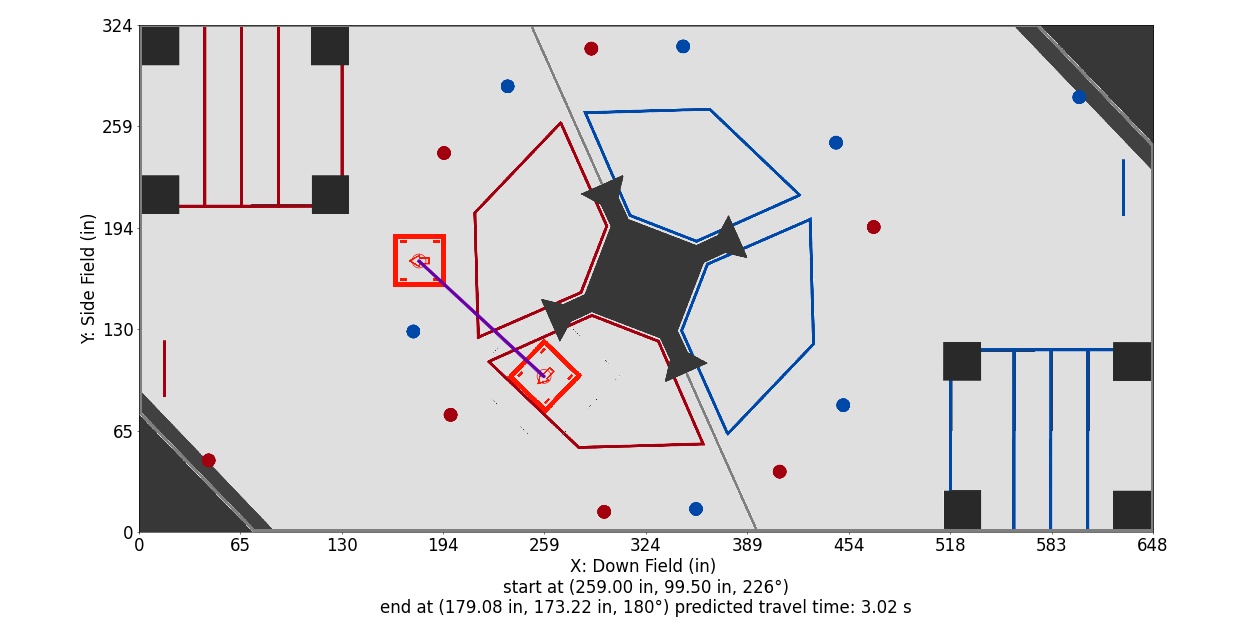 324
259
194
130
65
0
Y: Side Field (in)
0 65 130 194 259 324 389 454 518 583 648
X: Down Field (in)
start at (259.00 in, 99.50 in, 226°)
end at (179.08 in, 173.22 in, 180°) predicted travel time: 3.02 s